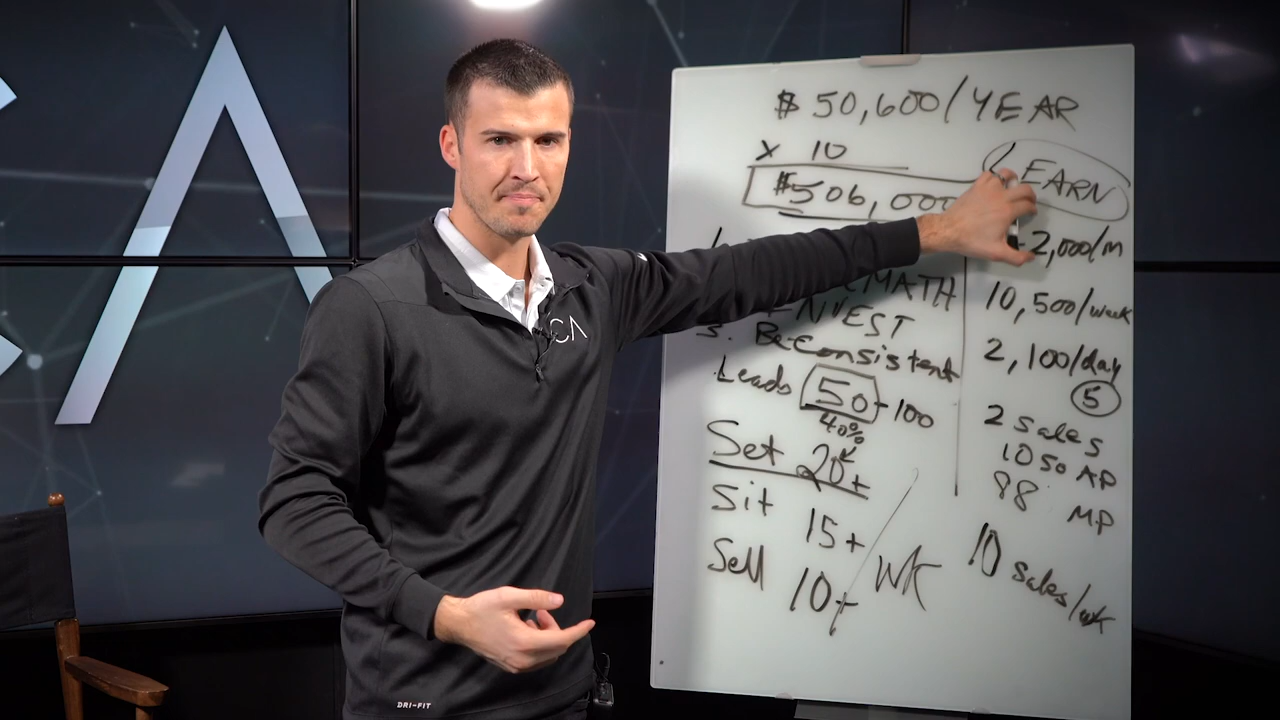 $50,600/YEAR
x 10
$506,000
EARN
2,000/m
MATH
10,500/week
INVEST
3. Be Consistent
2,100/day
5
Leads 50-100
40%
2 sales
Set 20+
1050 AP
88 MP
Sit 15+
Sell 10+ / WK
10 sales/wk
CA
CA
DRI-FIT